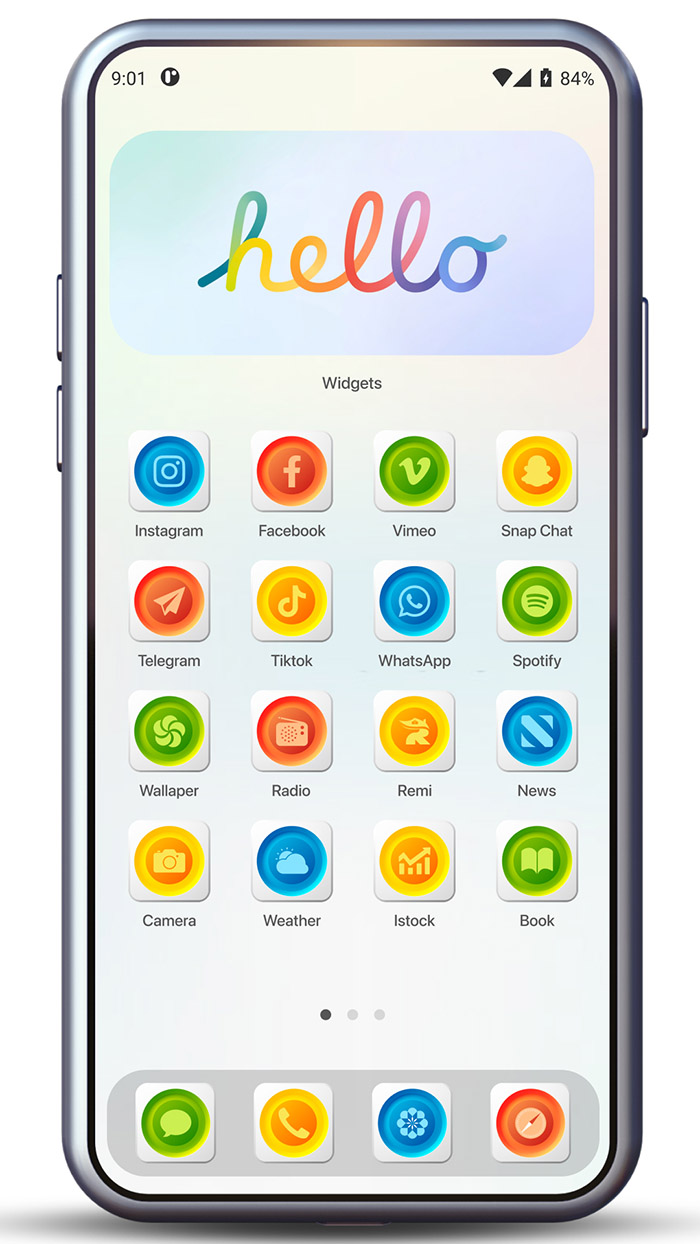 9:01 84%
hello
Widgets
Instagram Facebook Vimeo Snap Chat
Telegram Tiktok WhatsApp Spotify
Wallaper Radio Remi News
Camera Weather Istock Book